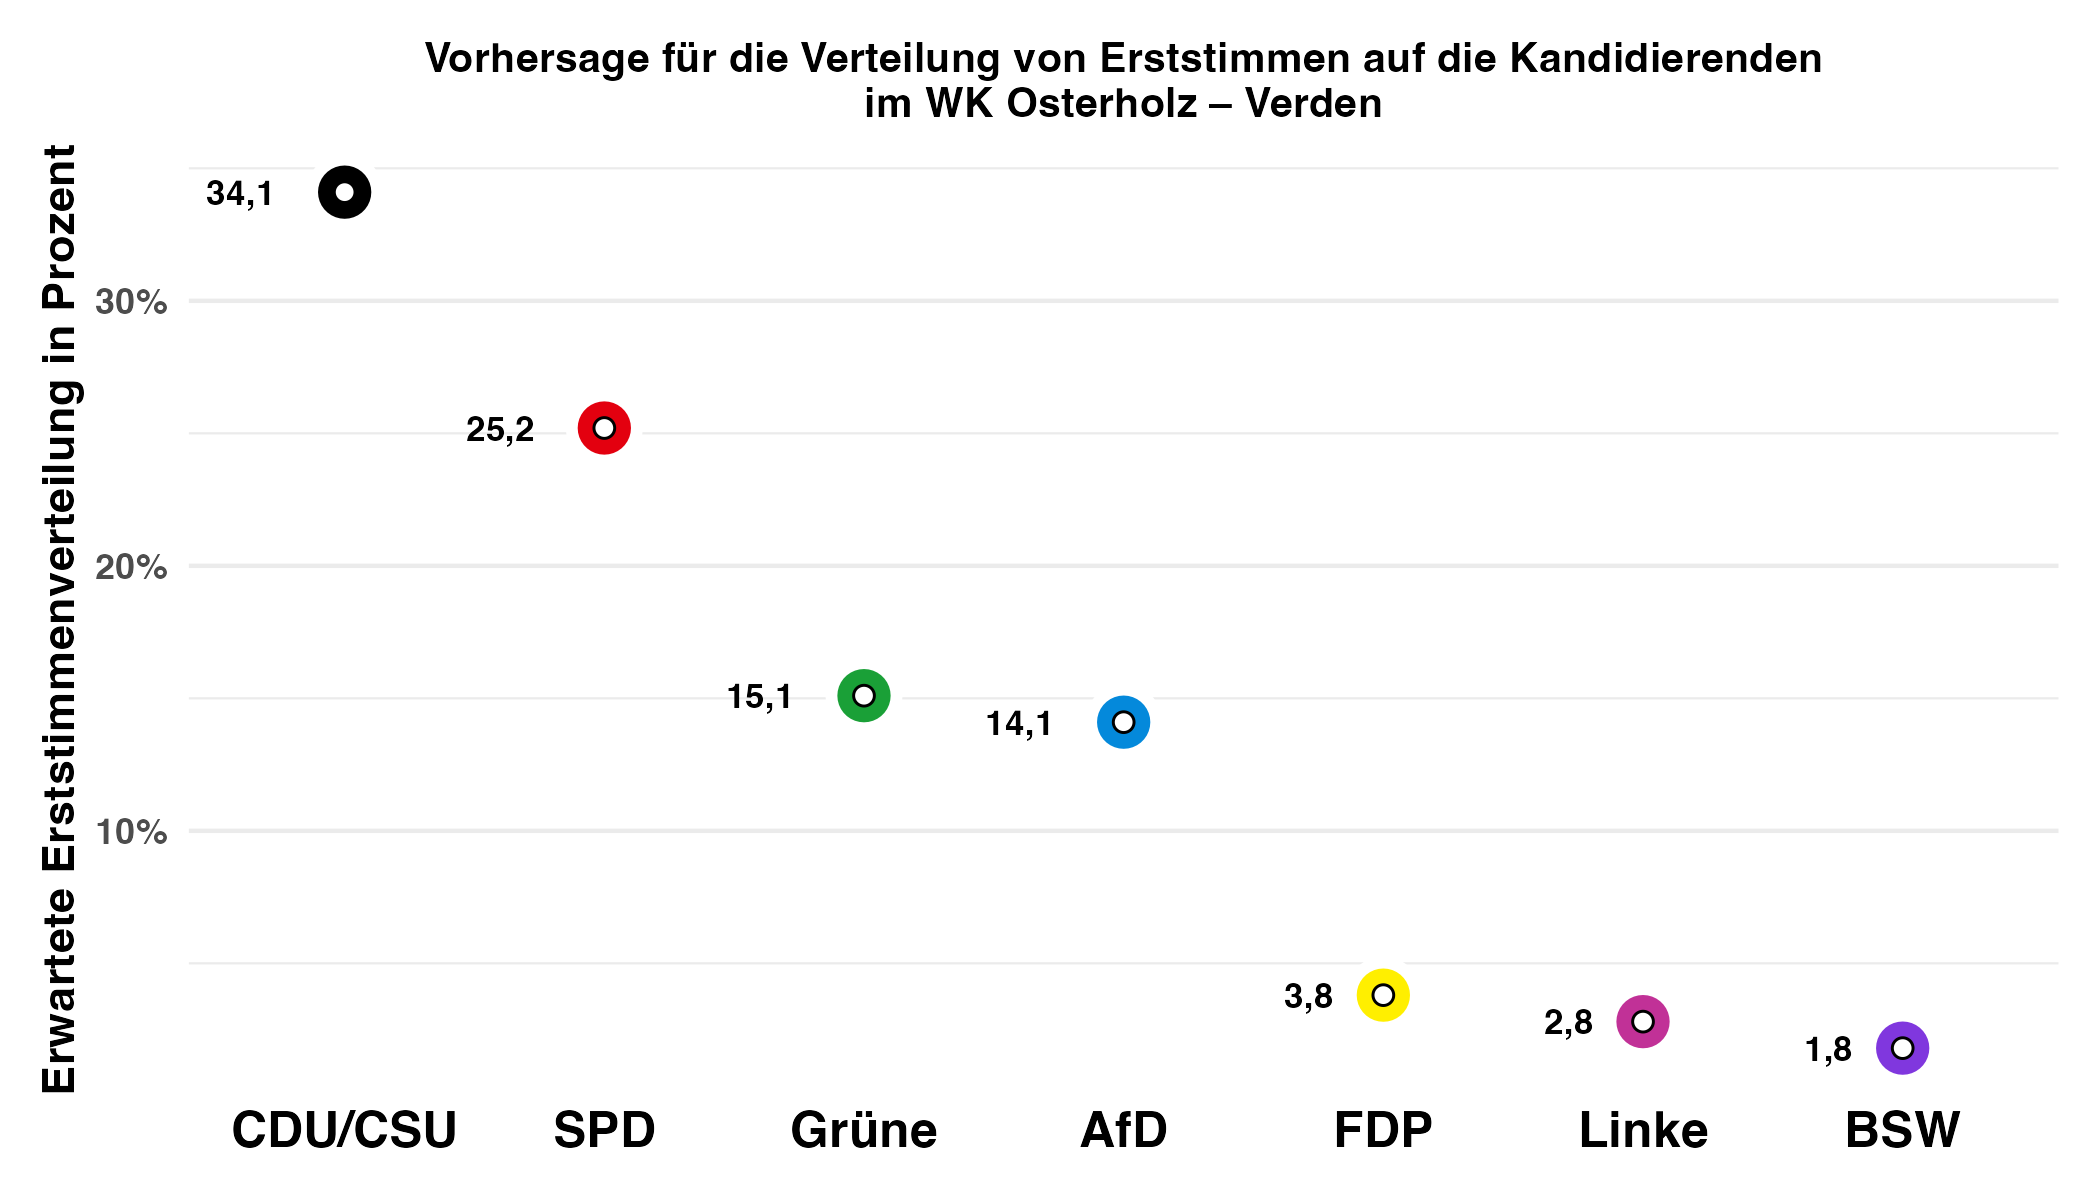 Vorhersage für die Verteilung von Erststimmen auf die Kandidierenden
im WK Osterholz – Verden
Erwartete Erststimmenverteilung in Prozent
34,1
30%
25,2
20%
15,1
14,1
10%
3,8
2,8
1,8
CDU/CSU SPD Grüne AfD FDP Linke BSW